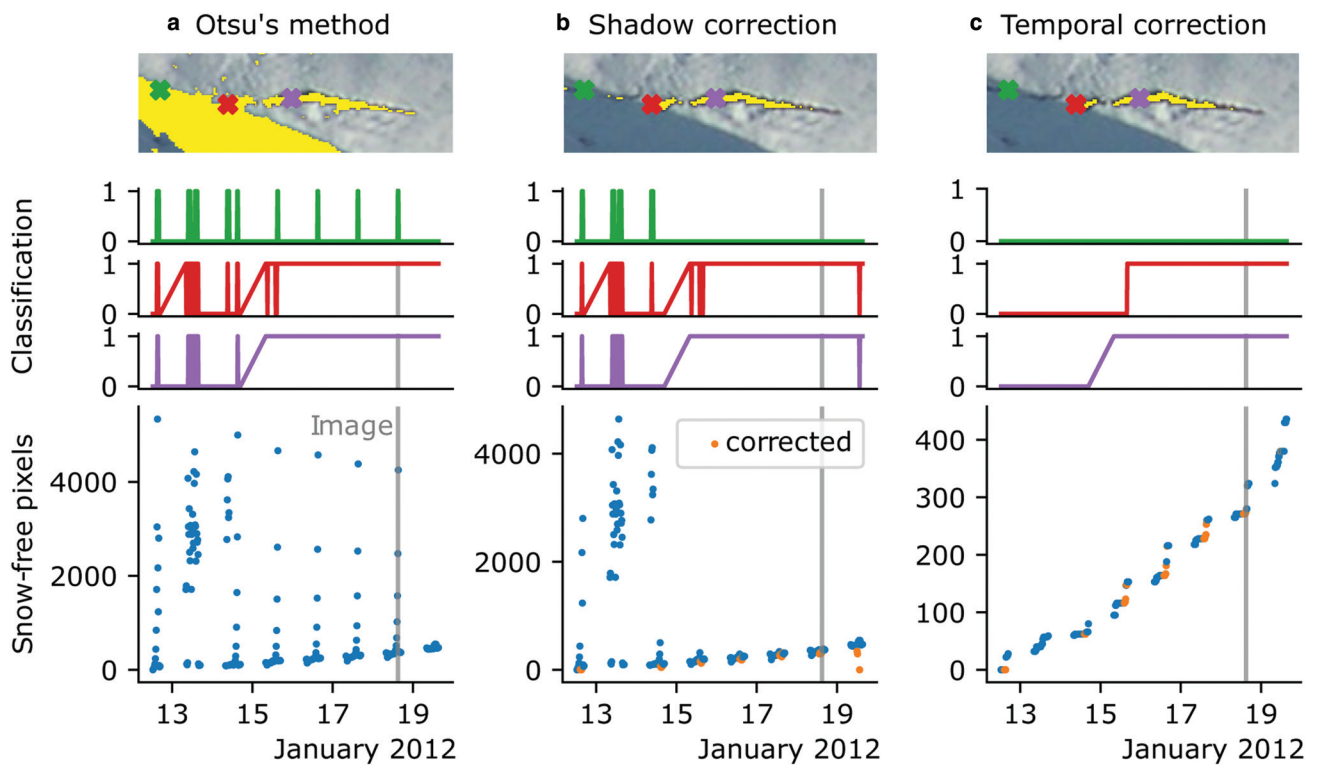 a Otsu's method
b Shadow correction
c Temporal correction
Classification
1
0
1
0
1
0
1
0
1
0
1
0
1
0
1
0
1
0
Snow-free pixels
4000
2000
0
Image
13 15 17 19
January 2012
4000
2000
0
corrected
13 15 17 19
January 2012
400
300
200
100
0
13 15 17 19
January 2012